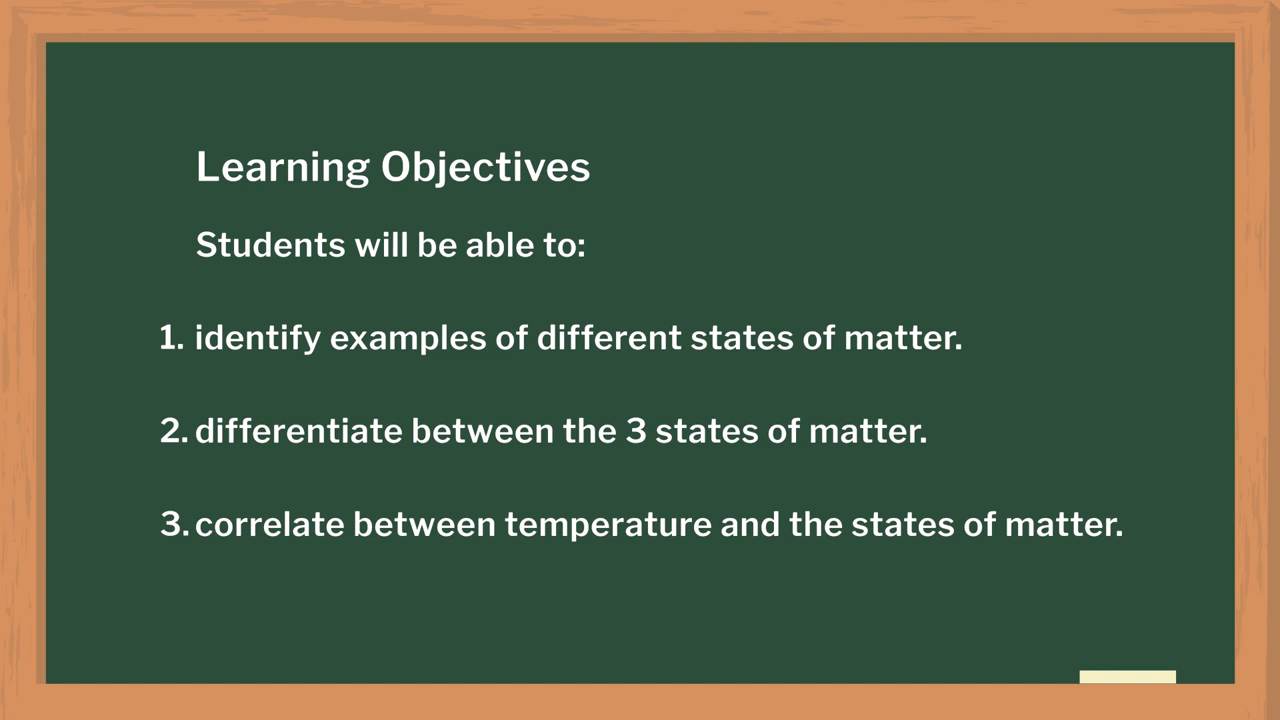 Learning Objectives
Students will be able to:
1. identify examples of different states of matter.
2. differentiate between the 3 states of matter.
3. correlate between temperature and the states of matter.